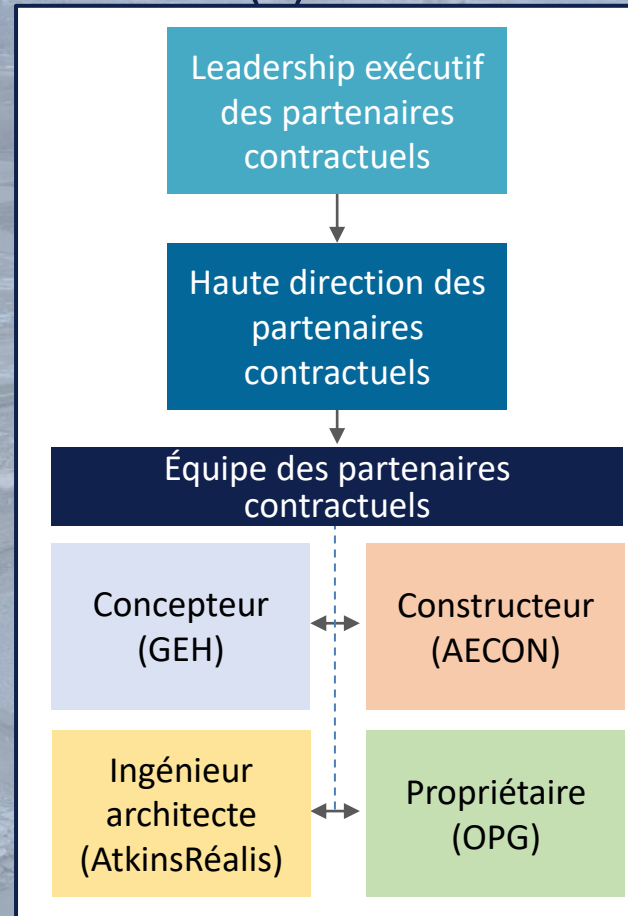 Leadership exécutif
des partenaires
contractuels
Haute direction des
partenaires
contractuels
Équipe des partenaires
contractuels
Concepteur
(GEH)
Constructeur
(AECON)
Ingénieur
architecte
(AtkinsRéalis)
Propriétaire
(OPG)